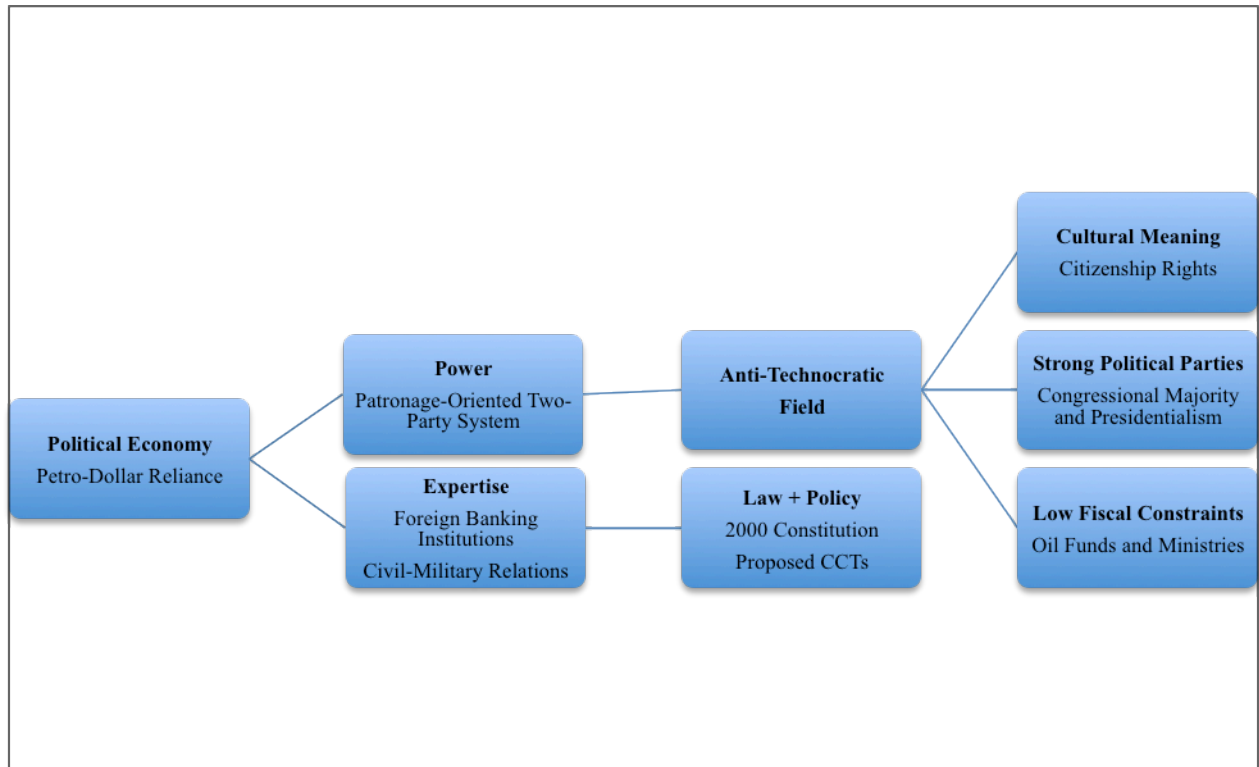 Political Economy
Petro-Dollar Reliance
Power
Patronage-Oriented Two-
Party System
Expertise
Foreign Banking
Institutions
Civil-Military Relations
Anti-Technocratic
Field
Law + Policy
2000 Constitution
Proposed CCTs
Cultural Meaning
Citizenship Rights
Strong Political Parties
Congressional Majority
and Presidentialism
Low Fiscal Constraints
Oil Funds and Ministries